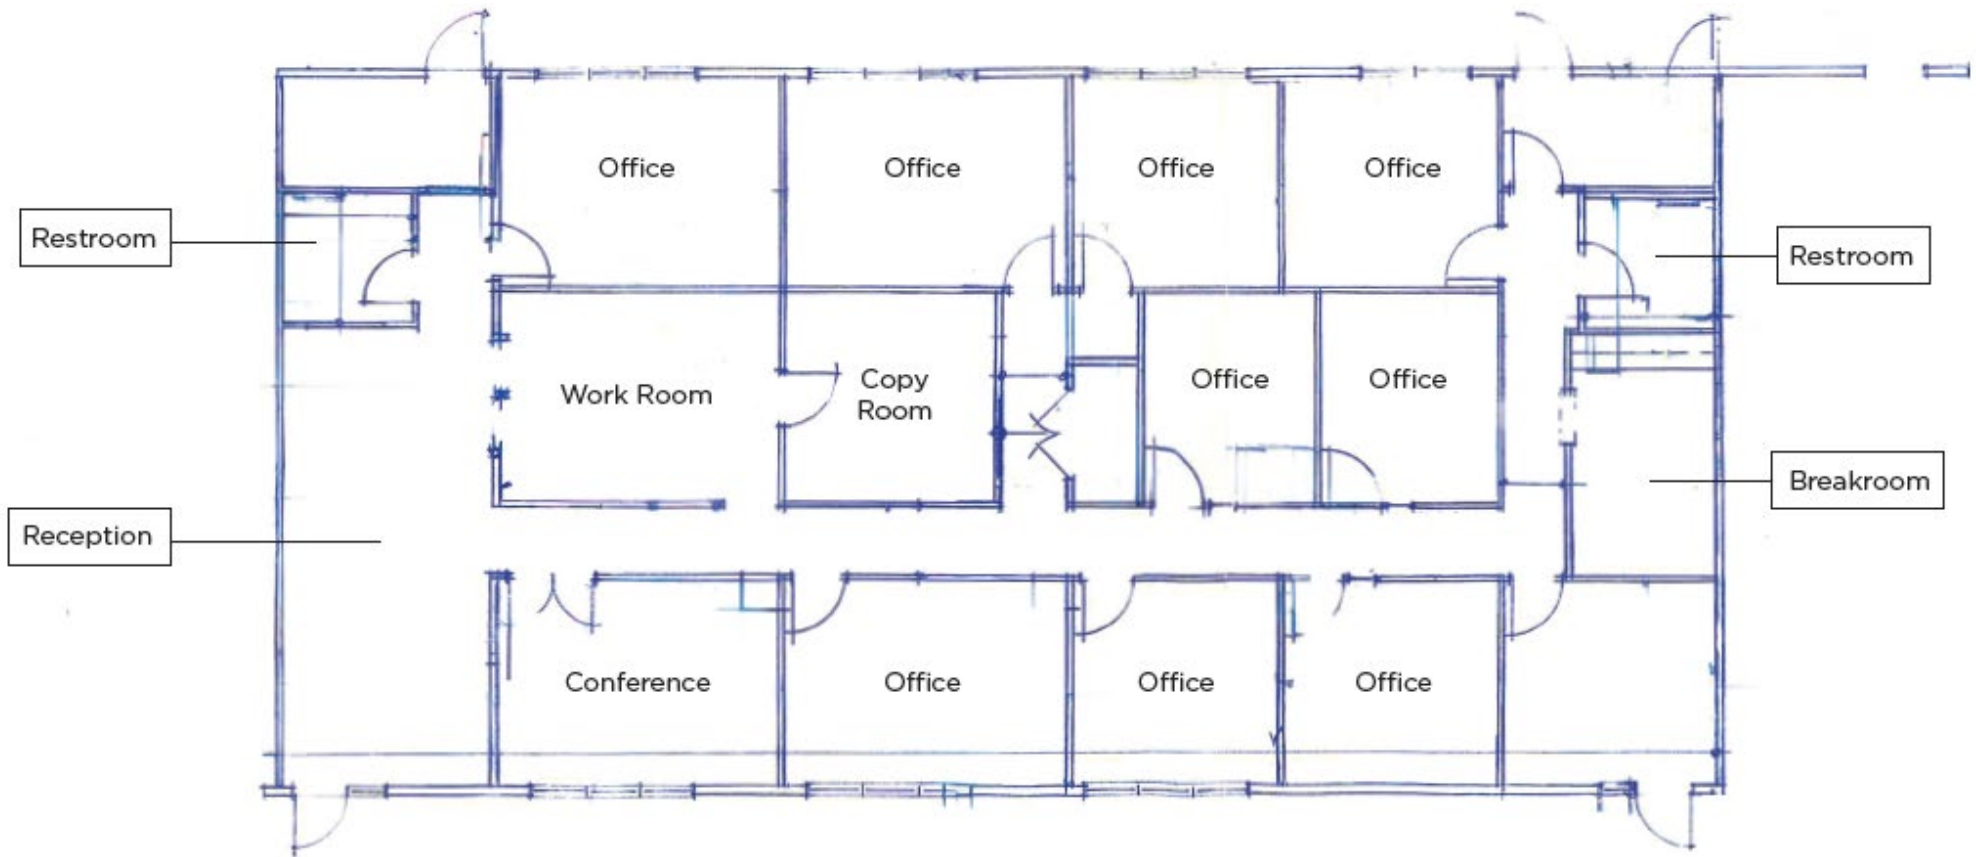 Office
Office
Office
Office
Restroom
Restroom
Work Room
Copy
Room
Office
Office
Breakroom
Reception
Conference
Office
Office
Office